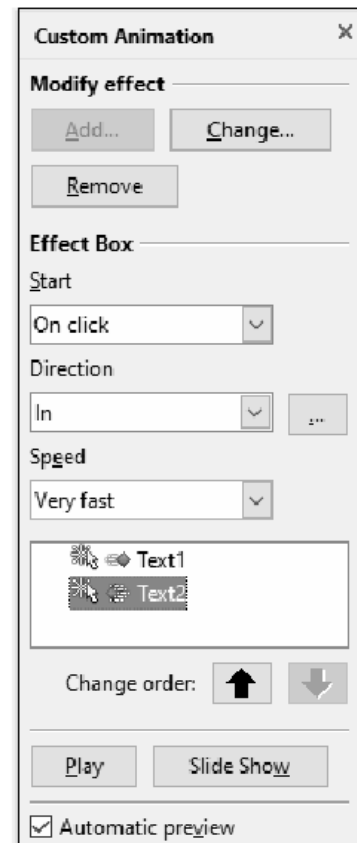 Custom Animation
Modify effect
Add... Change...
Remove
Effect Box
Start
On click
Direction
In ...
Speed
Very fast
Text1
Text2
Change order:
Play Slide Show
Automatic preview